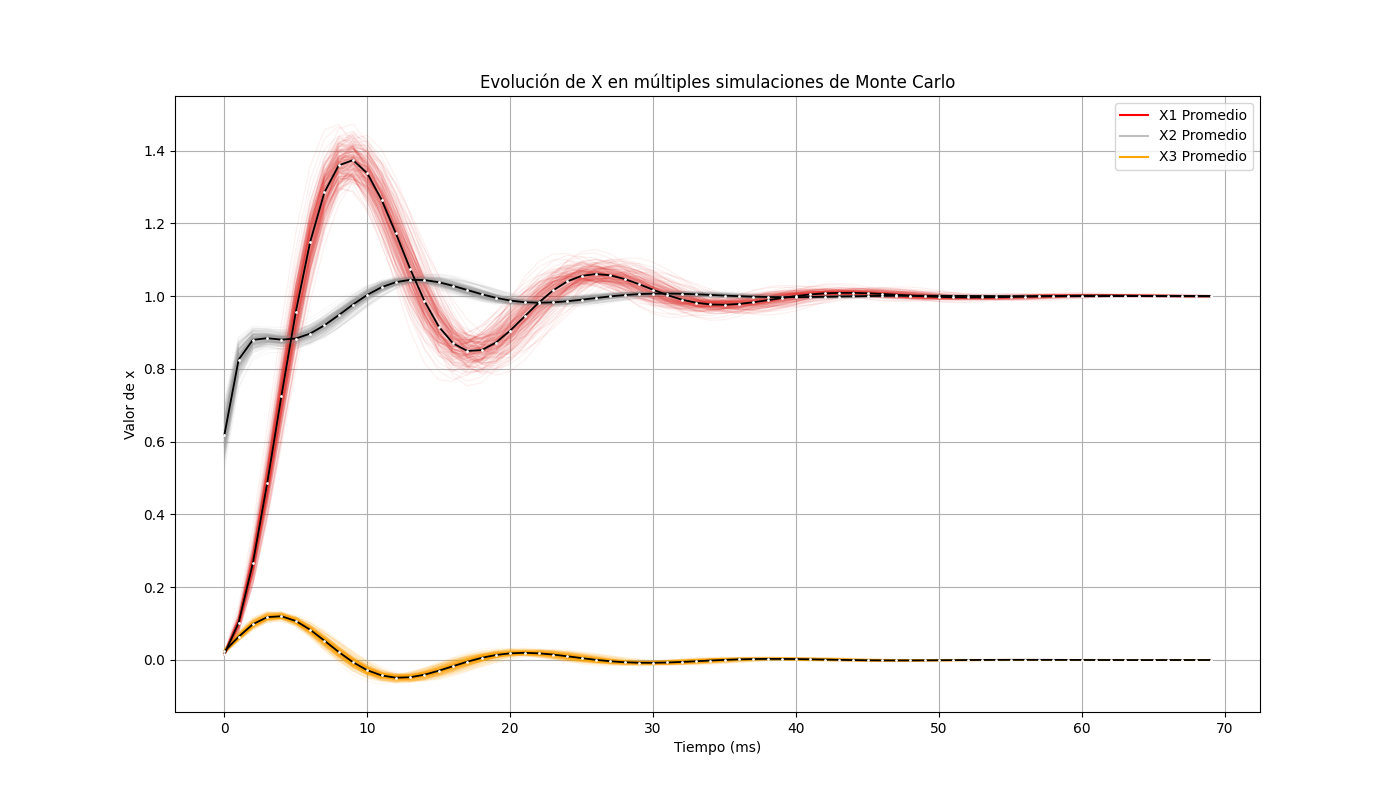 Evolución de X en múltiples simulaciones de Monte Carlo
X1 Promedio
X2 Promedio
X3 Promedio
1.4
1.2
1.0
0.8
0.6
0.4
0.2
0.0
Valor de x
0 10 20 30 40 50 60 70
Tiempo (ms)